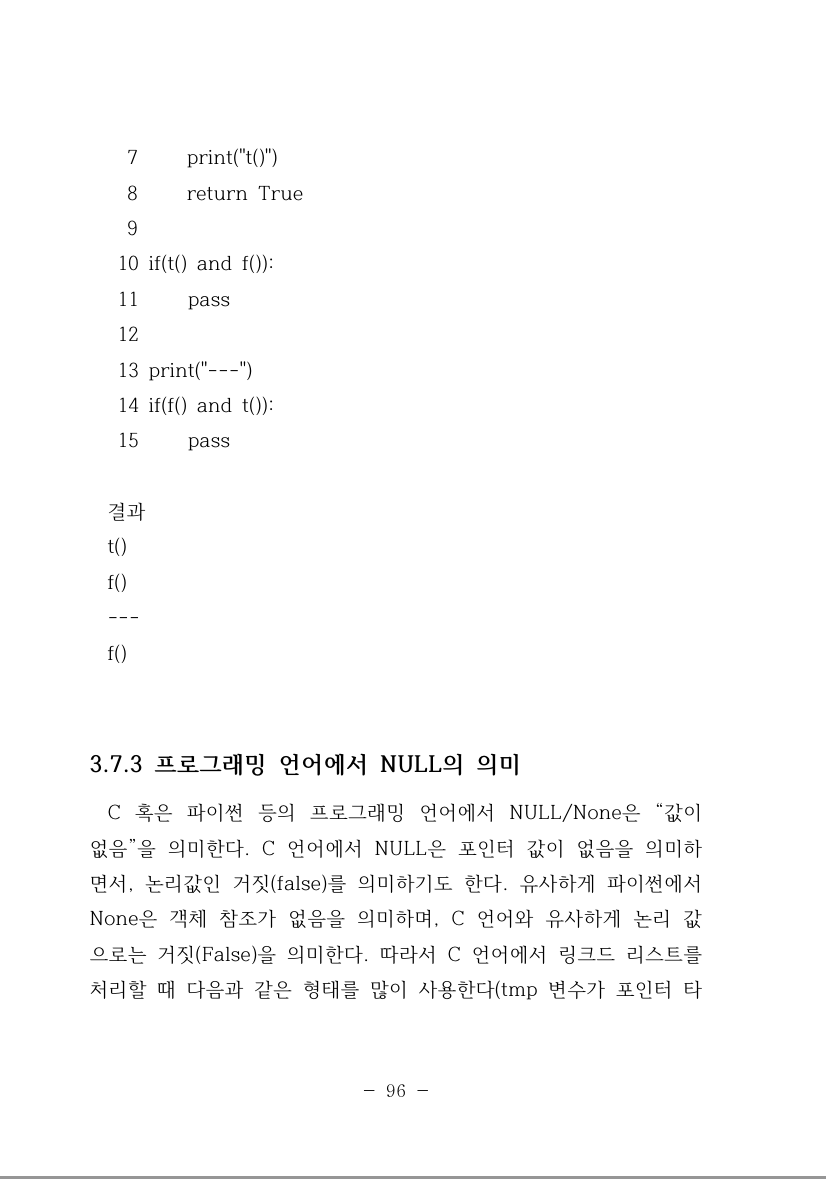 7 print("t()")
8 return True
9
10 if(t() and f()):
11 pass
12
13 print("---")
14 if(f() and t()):
15 pass
결과
t()
f()
---
f()
3.7.3 프로그래밍 언어에서 NULL의 의미
C 혹은 파이썬 등의 프로그래밍 언어에서 NULL/None은 “값이
없음”을 의미한다. C 언어에서 NULL은 포인터 값이 없음을 의미하
면서, 논리값인 거짓(false)를 의미하기도 한다. 유사하게 파이썬에서
None은 객체 참조가 없음을 의미하며, C 언어와 유사하게 논리 값
으로는 거짓(False)을 의미한다. 따라서 C 언어에서 링크드 리스트를
처리할 때 다음과 같은 형태를 많이 사용한다(tmp 변수가 포인터 타
- 96 -